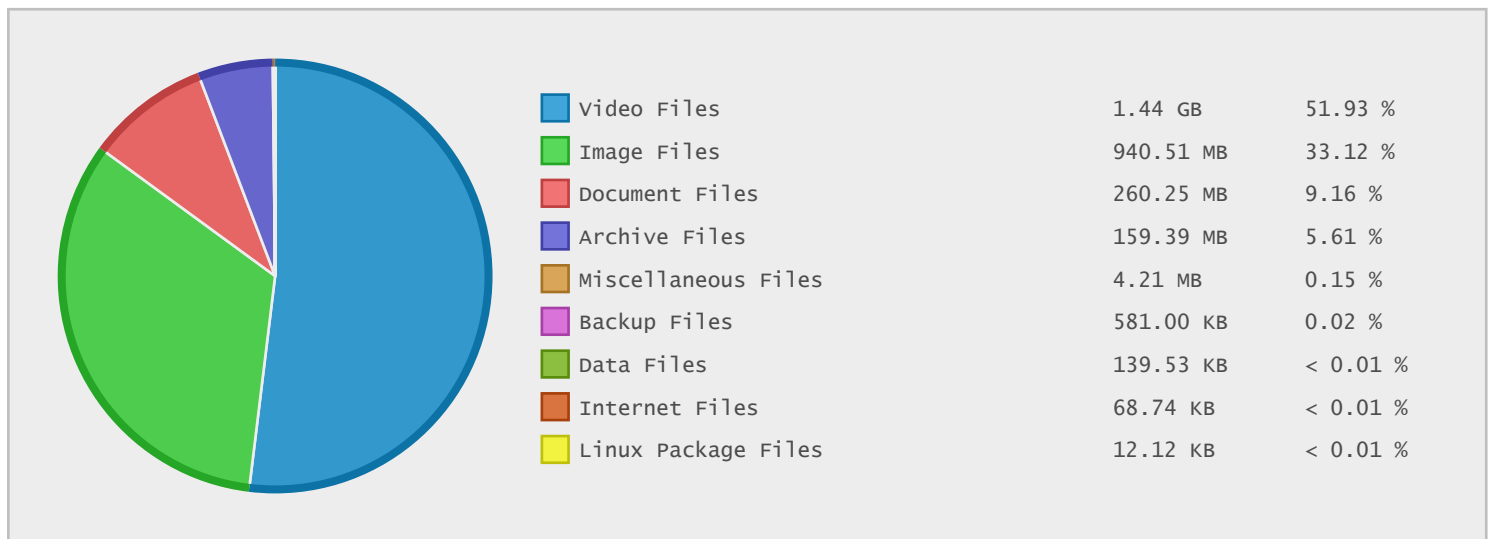 Video Files 1.44 GB 51.93 %
Image Files 940.51 MB 33.12 %
Document Files 260.25 MB 9.16 %
Archive Files 159.39 MB 5.61 %
Miscellaneous Files 4.21 MB 0.15 %
Backup Files 581.00 KB 0.02 %
Data Files 139.53 KB < 0.01 %
Internet Files 68.74 KB < 0.01 %
Linux Package Files 12.12 KB < 0.01 %